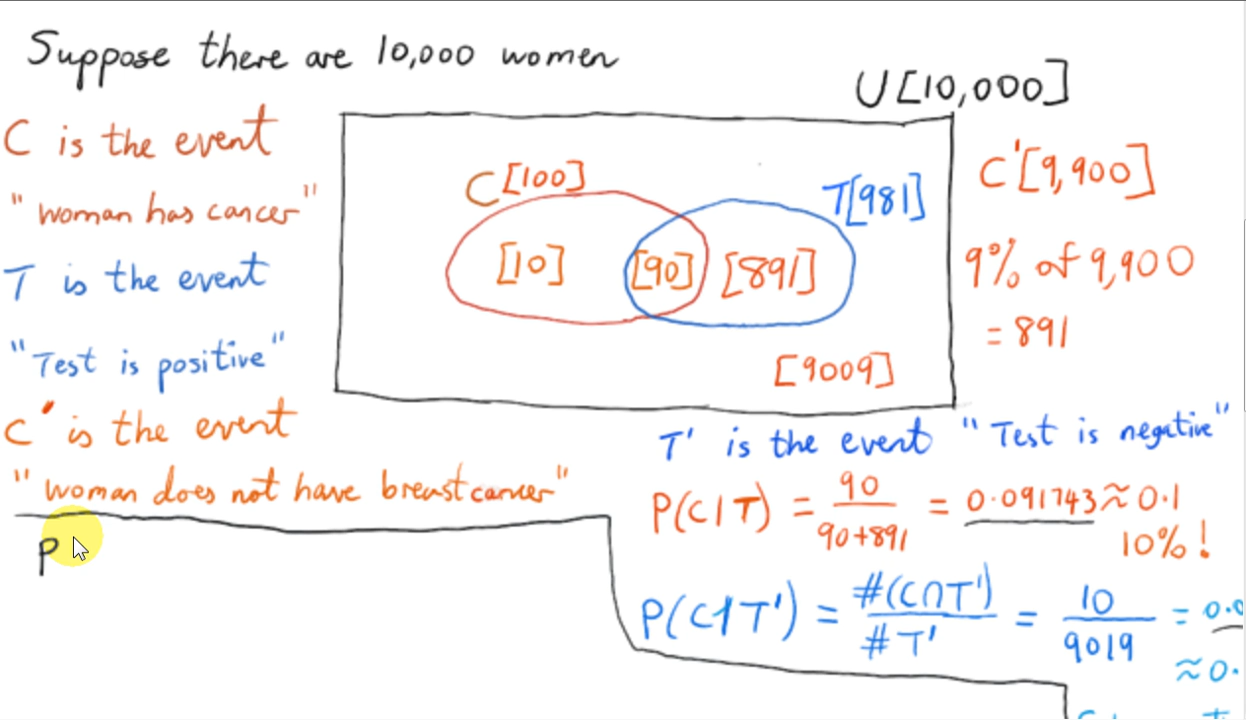 Suppose there are 10,000 women
U[10,000]
C is the event
"Woman has cancer"
T is the event
"Test is positive"
C' is the event
"Woman does not have breast cancer"
C[100]
T[981]
[10] [90] [891]
[9009]
C'[9,900]
9% of 9,900
= 891
T' is the event "Test is negative"
P(C|T) = 90/90+891 = 0.091743 ≈ 0.1
10%!
P(C|T') = #(C∩T')/#T' = 10/9019 = 0.0
≈ 0.
P